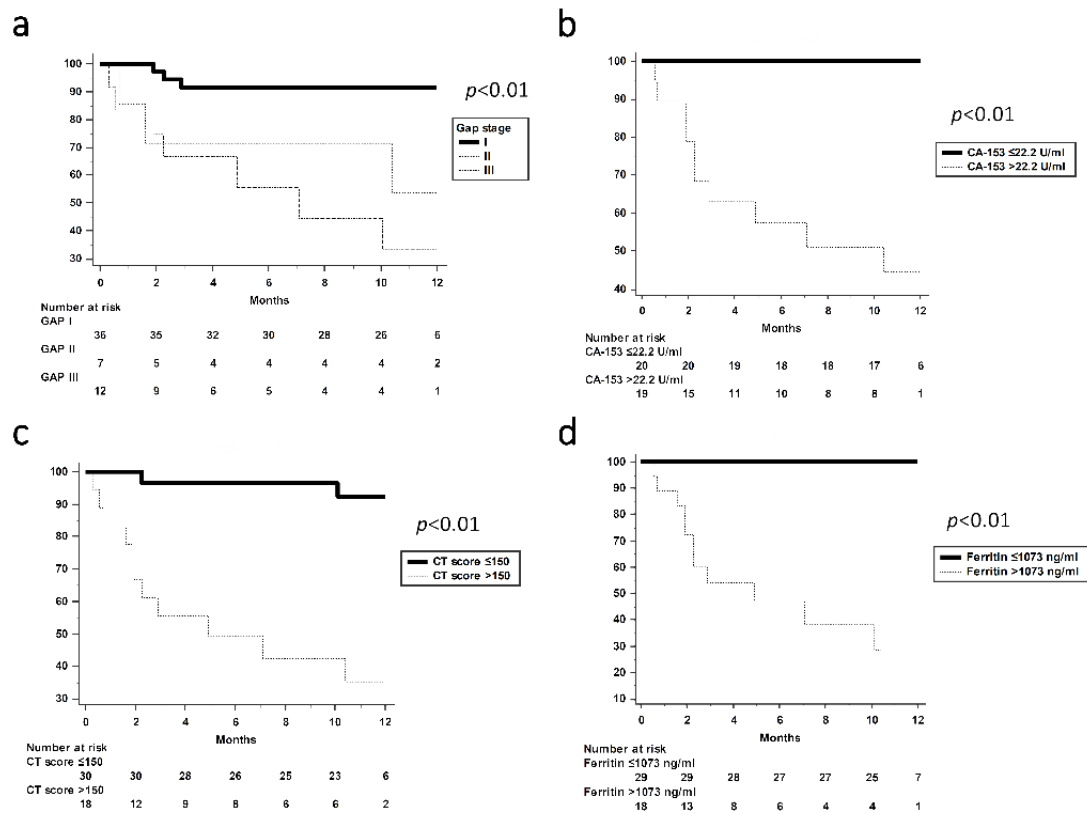 a
100
90
80
70
60
50
40
30
0 2 4 6 8 10 12
Months
p<0.01
Gap stage
I
II
III
Number at risk
GAP I
36 35 32 30 28 26 6
GAP II
7 5 4 4 4 4 2
GAP III
12 9 6 5 4 4 1
b
100
90
80
70
60
50
40
0 2 4 6 8 10 12
Months
p<0.01
CA-153 ≤22.2 U/ml
CA-153 >22.2 U/ml
Number at risk
CA-153 ≤22.2 U/ml
20 20 19 18 18 17 6
CA-153 >22.2 U/ml
19 15 11 10 8 8 1
c
100
90
80
70
60
50
40
30
0 2 4 6 8 10 12
Months
p<0.01
CT score ≤150
CT score >150
Number at risk
CT score ≤150
30 30 28 26 25 23 6
CT score >150
18 12 9 8 6 6 2
d
100
90
80
70
60
50
40
30
20
10
0 2 4 6 8 10 12
Months
p<0.01
Ferritin ≤1073 ng/ml
Ferritin >1073 ng/ml
Number at risk
Ferritin ≤1073 ng/ml
29 29 28 27 27 25 7
Ferritin >1073 ng/ml
18 13 8 6 4 4 1